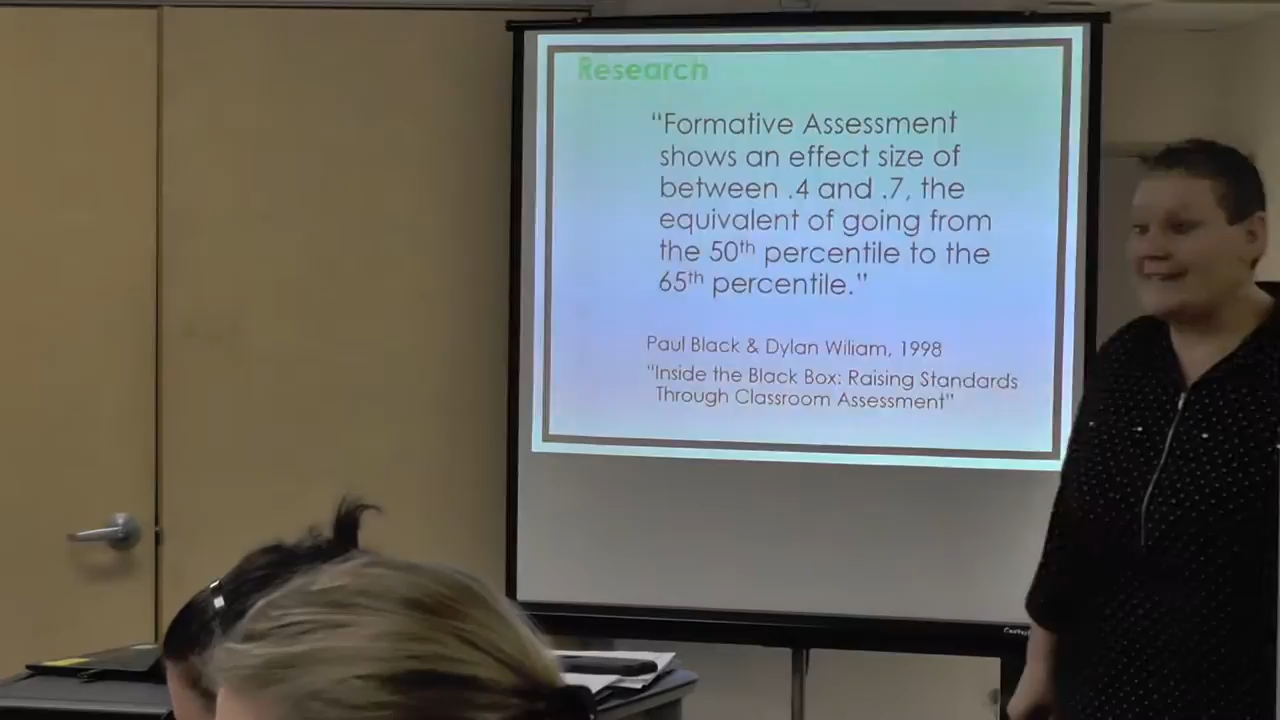 Research
“Formative Assessment
shows an effect size of
between .4 and .7, the
equivalent of going from
the 50th percentile to the
65th percentile.”
Paul Black & Dylan Wiliam, 1998
"Inside the Black Box: Raising Standards
Through Classroom Assessment"